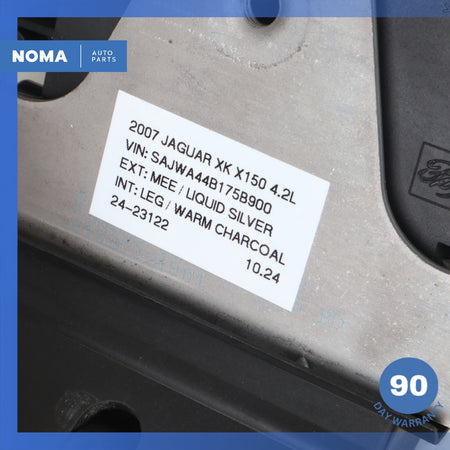 NOMA AUTO PARTS
2007 JAGUAR XK X150 4.2L
VIN: SAJWA44B175B900
EXT: MEE / LIQUID SILVER
INT: LEG / WARM CHARCOAL
24-23122 10.24
Ford
90
DAY WARRANTY